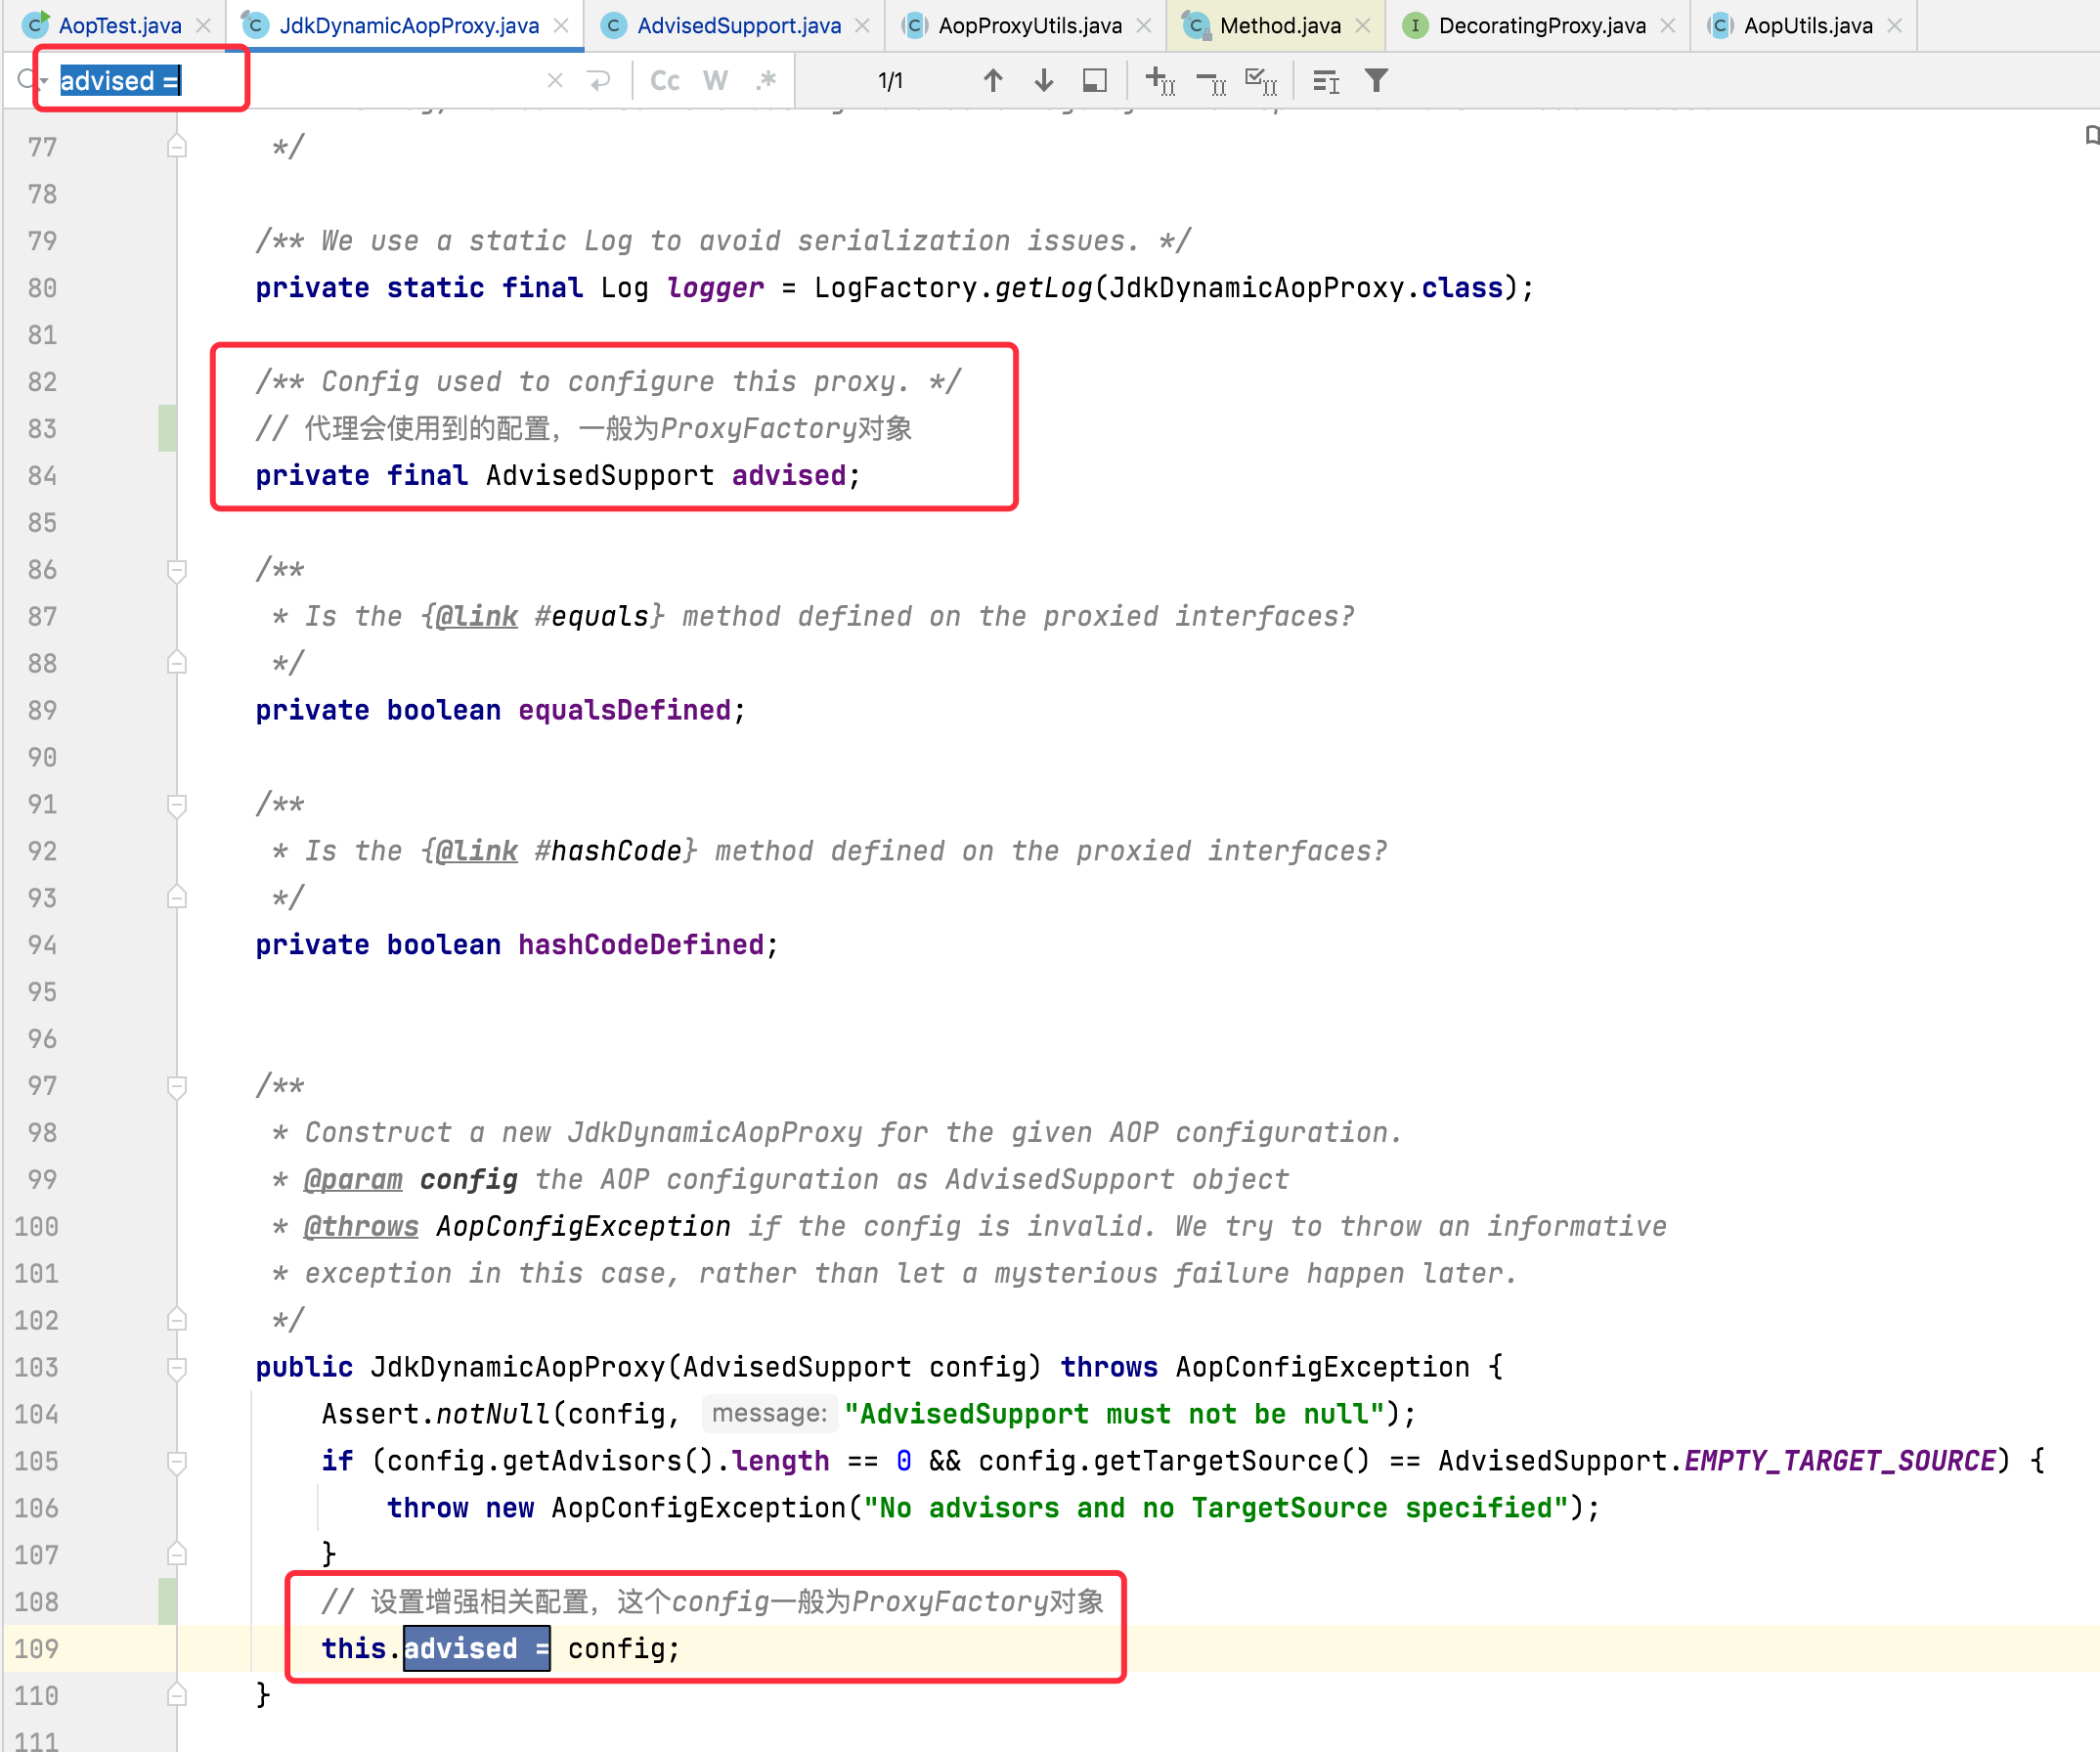 AopTest.java JdkDynamicAopProxy.java AdvisedSupport.java AopProxyUtils.java Method.java DecoratingProxy.java AopUtils.java
advised = Cc W .* 1/1
77 */
78
79 /** We use a static Log to avoid serialization issues. */
80 private static final Log logger = LogFactory.getLog(JdkDynamicAopProxy.class);
81
82 /** Config used to configure this proxy. */
83 // 代理会使用到的配置，一般为ProxyFactory对象
84 private final AdvisedSupport advised;
85
86 /**
87 * Is the {@link #equals} method defined on the proxied interfaces?
88 */
89 private boolean equalsDefined;
90
91 /**
92 * Is the {@link #hashCode} method defined on the proxied interfaces?
93 */
94 private boolean hashCodeDefined;
95
96
97 /**
98 * Construct a new JdkDynamicAopProxy for the given AOP configuration.
99 * @param config the AOP configuration as AdvisedSupport object
100 * @throws AopConfigException if the config is invalid. We try to throw an informative
101 * exception in this case, rather than let a mysterious failure happen later.
102 */
103 public JdkDynamicAopProxy(AdvisedSupport config) throws AopConfigException {
104 Assert.notNull(config, message: "AdvisedSupport must not be null");
105 if (config.getAdvisors().length == 0 && config.getTargetSource() == AdvisedSupport.EMPTY_TARGET_SOURCE) {
106 throw new AopConfigException("No advisors and no TargetSource specified");
107 }
108 // 设置增强相关配置，这个config一般为ProxyFactory对象
109 this.advised = config;
110 }
111